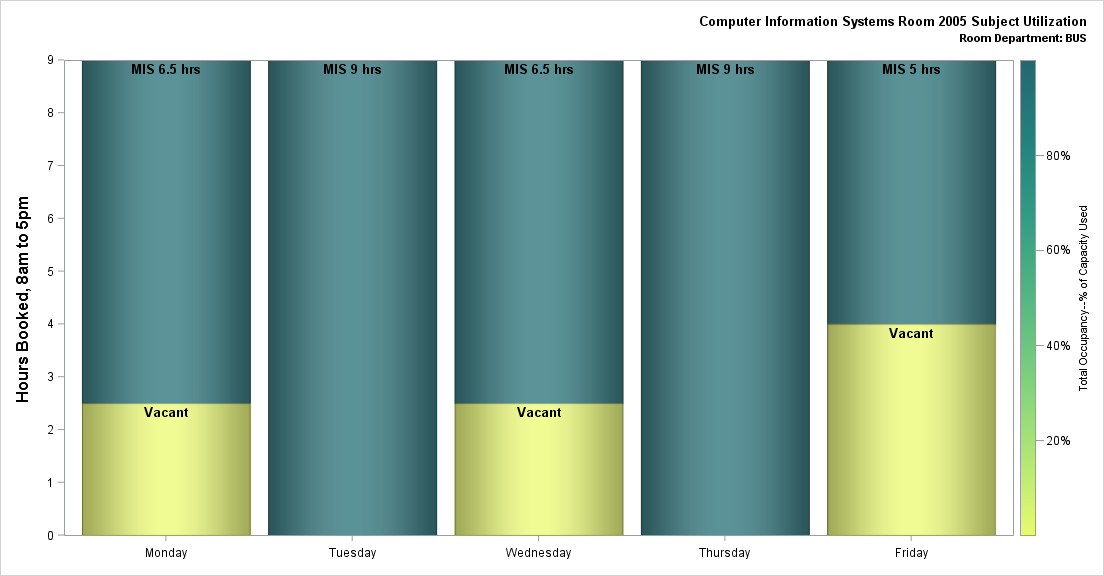 Computer Information Systems Room 2005 Subject Utilization
Room Department: BUS
Hours Booked, 8am to 5pm
9
8
7
6
5
4
3
2
1
0
MIS 6.5 hrs
MIS 9 hrs
MIS 6.5 hrs
MIS 9 hrs
MIS 5 hrs
Vacant
Vacant
Vacant
Monday
Tuesday
Wednesday
Thursday
Friday
80%
60%
40%
20%
Total Occupancy--% of Capacity Used